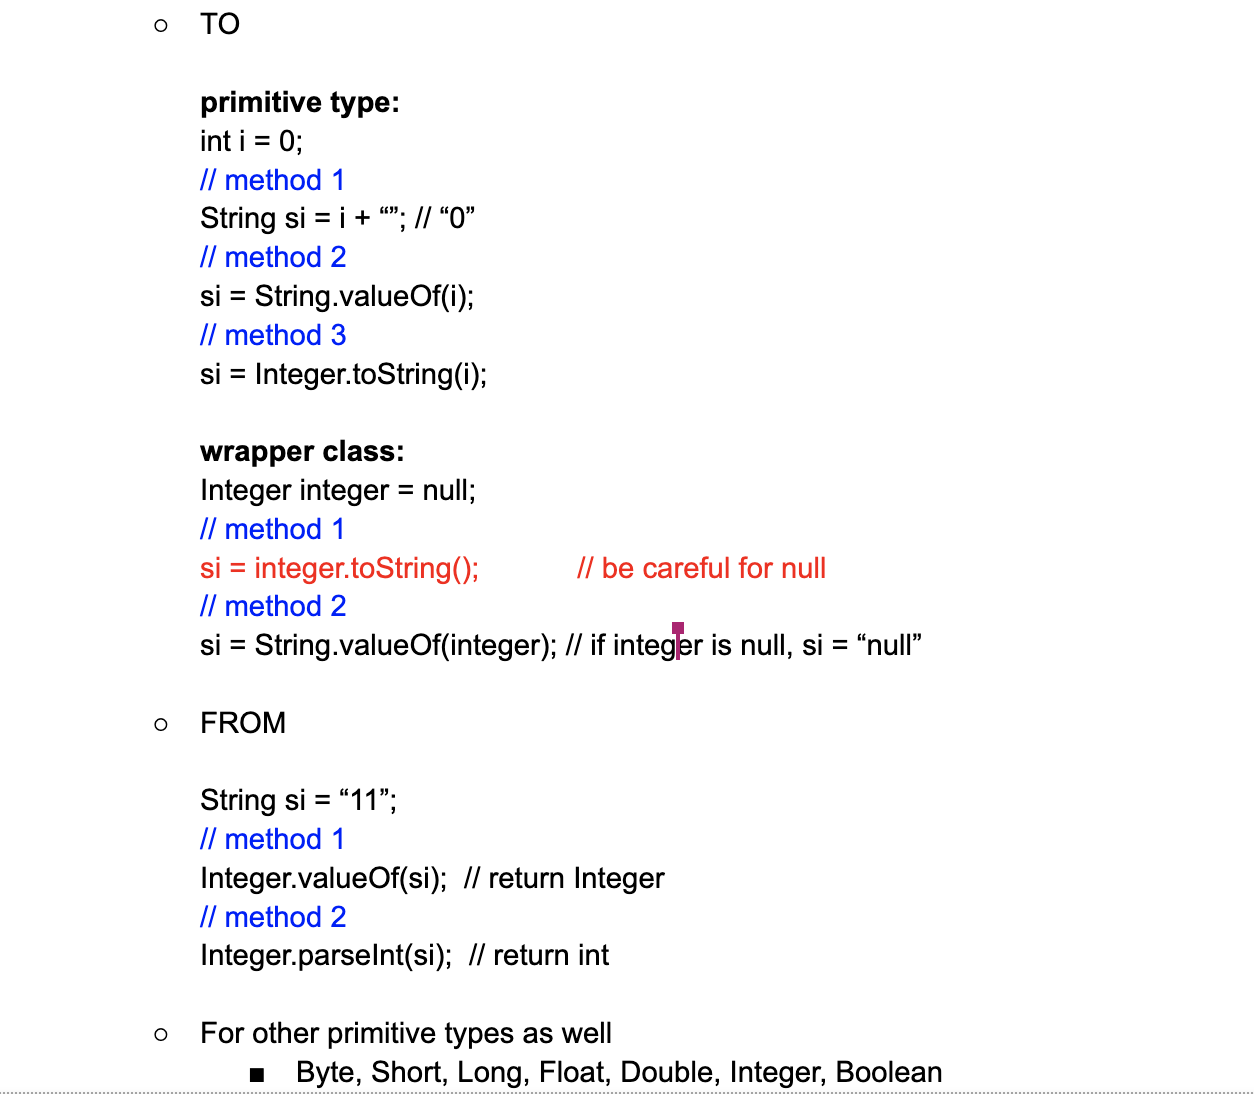 ○ TO
primitive type:
int i = 0;
// method 1
String si = i + “”; // “0”
// method 2
si = String.valueOf(i);
// method 3
si = Integer.toString(i);
wrapper class:
Integer integer = null;
// method 1
si = integer.toString(); // be careful for null
// method 2
si = String.valueOf(integer); // if integer is null, si = “null”
○ FROM
String si = “11”;
// method 1
Integer.valueOf(si); // return Integer
// method 2
Integer.parseInt(si); // return int
○ For other primitive types as well
■ Byte, Short, Long, Float, Double, Integer, Boolean